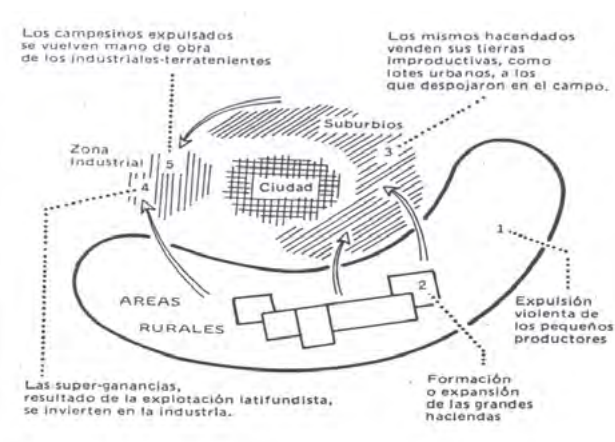 Los campesinos expulsados
se vuelven mano de obra
de los industriales-terratenientes
Los mismos hacendados
venden sus tierras
improductivas, como
lotes urbanos, a los
que despojaron en el campo.
Suburbios
3
Zona
Industrial
5
4
Ciudad
1
2
AREAS
RURALES
Expulsión
violenta de
los pequeños
productores
Las super-ganancias,
resultado de la explotación latifundista,
se invierten en la industria.
Formación
o expansión
de las grandes
haciendas